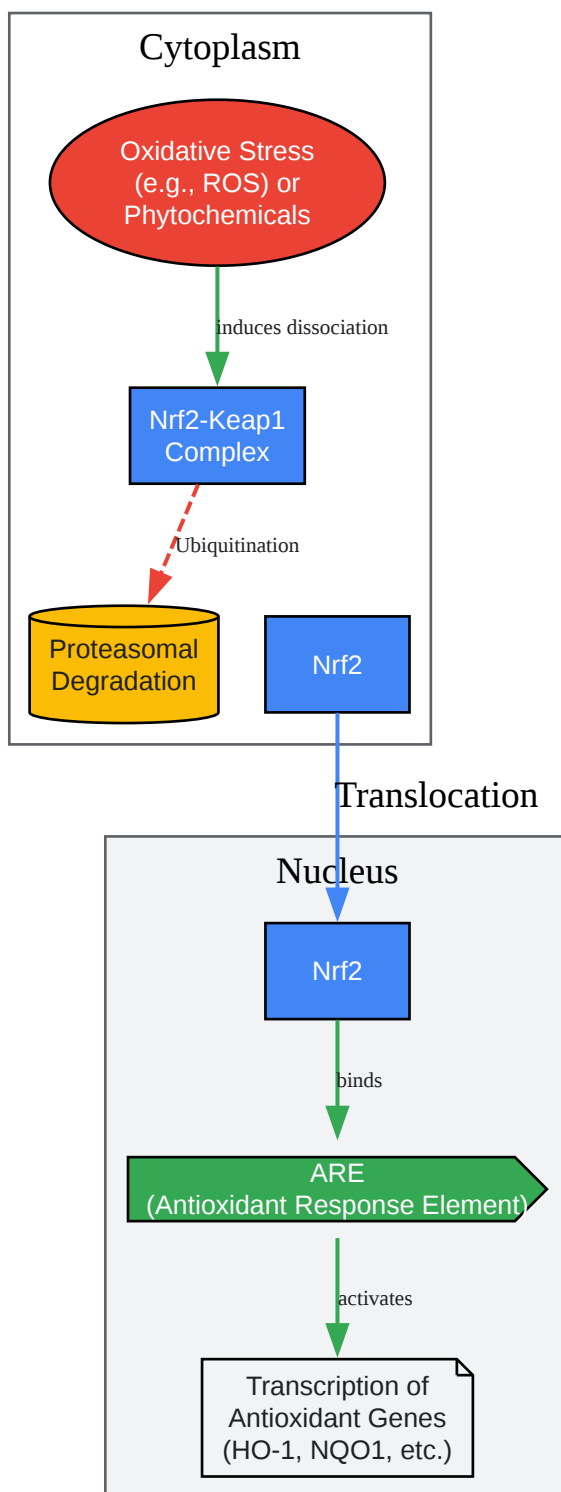 Cytoplasm
Oxidative Stress
(e.g., ROS) or
Phytochemicals
induces dissociation
Nrf2-Keap1
Complex
Ubiquitination
Proteasomal
Degradation
Nrf2
Translocation
Nucleus
Nrf2
binds
ARE
(Antioxidant Response Element)
activates
Transcription of
Antioxidant Genes
(HO-1, NQO1, etc.)